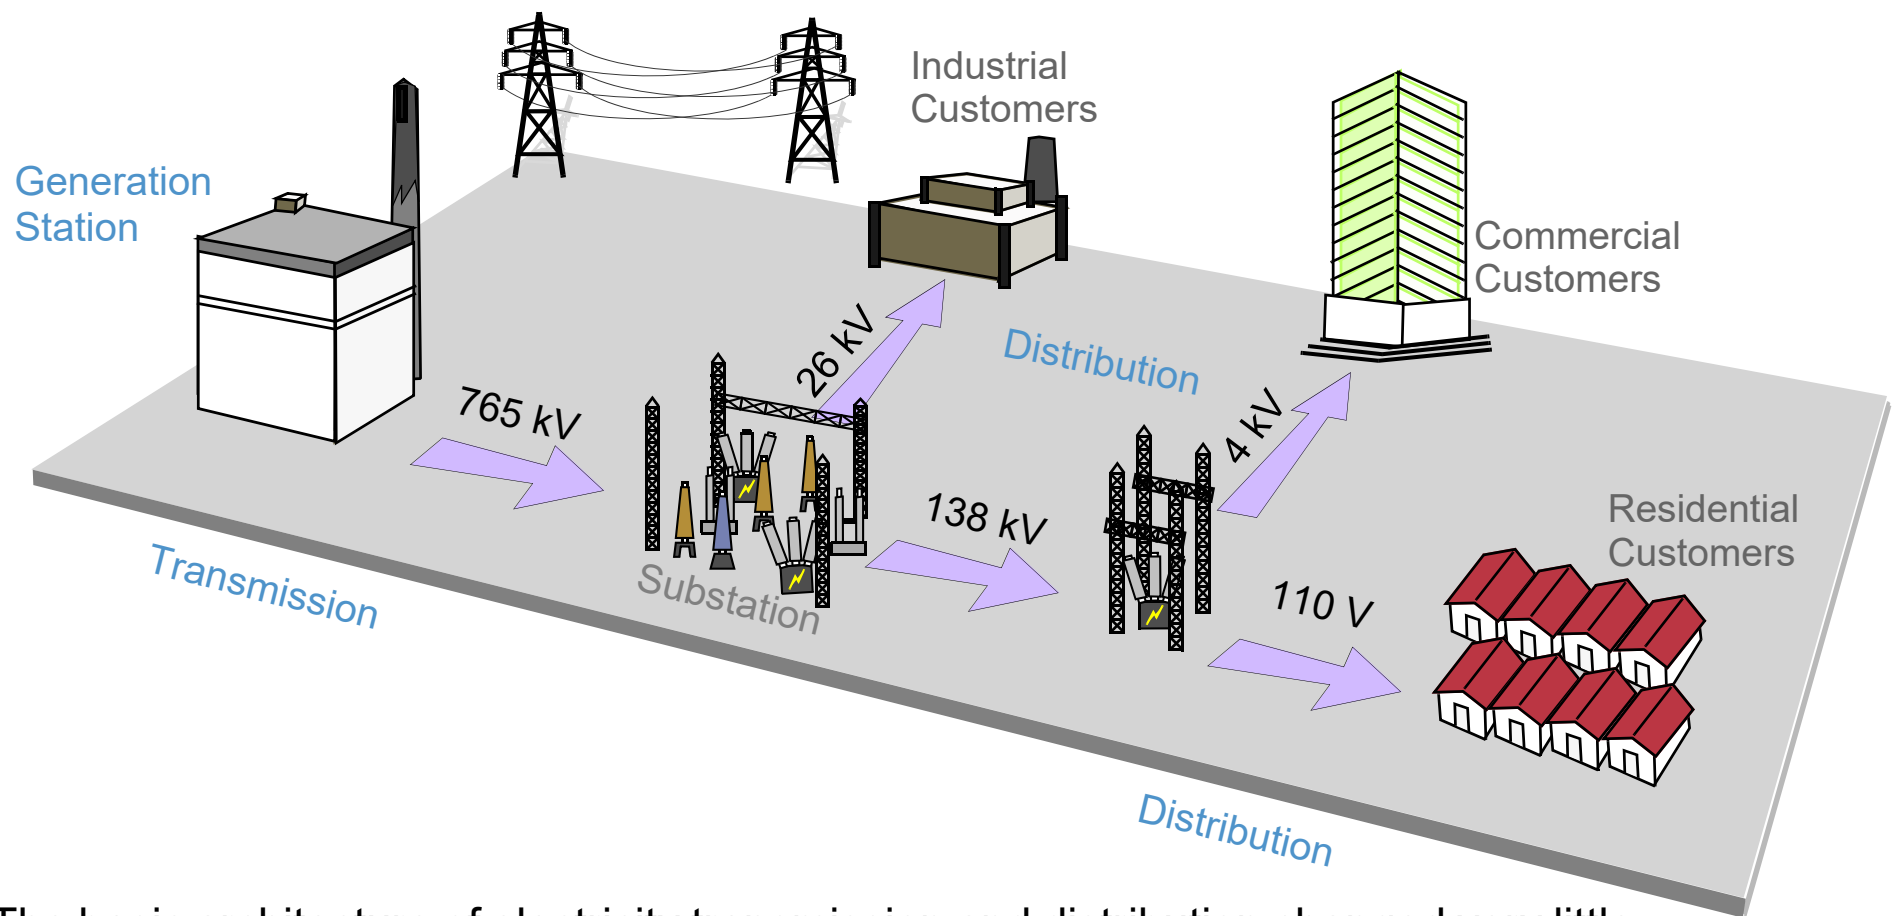 Industrial
Customers
Generation
Station
Commercial
Customers
26 kV
Distribution
765 kV
4 kV
138 kV
Residential
Customers
Transmission
Substation
110 V
Distribution